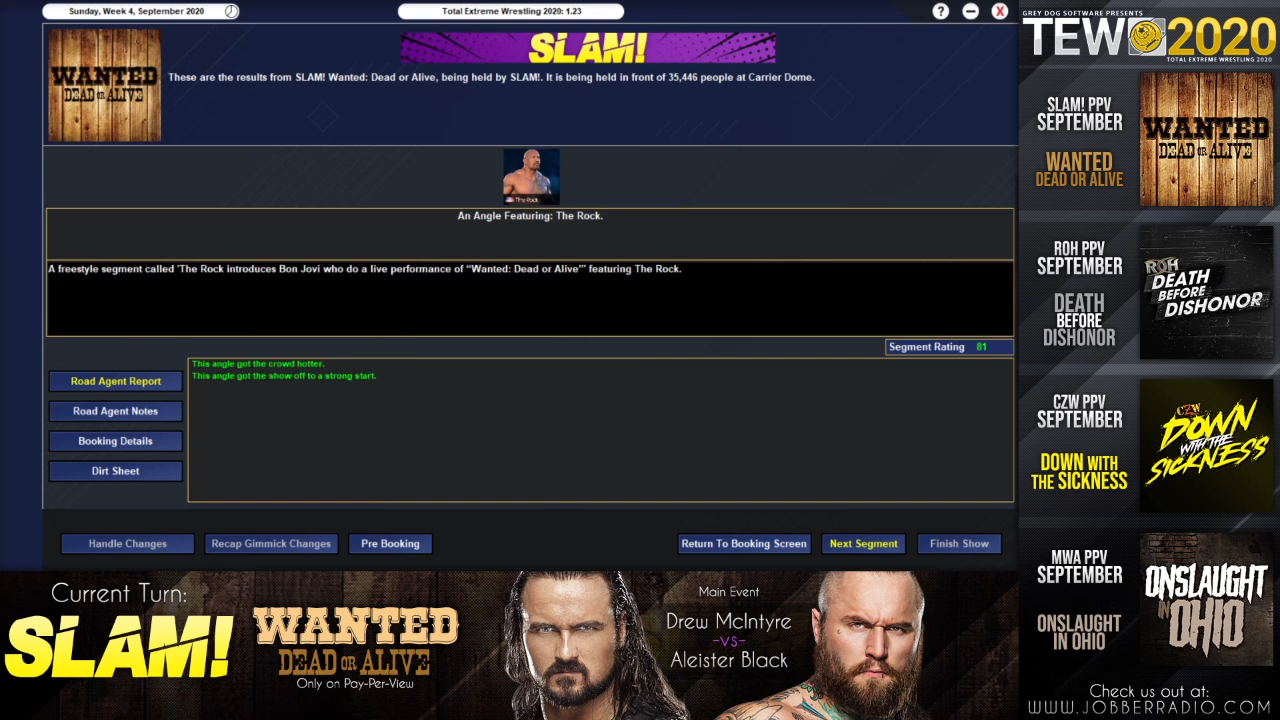 Sunday, Week 4, September 2020
Total Extreme Wrestling 2020: 1.23
?
X
WANTED
DEAD OR ALIVE
SLAM!
These are the results from SLAM! Wanted: Dead or Alive, being held by SLAM!. It is being held in front of 35,446 people at Carrier Dome.
The Rock
An Angle Featuring: The Rock.
A freestyle segment called 'The Rock introduces Bon Jovi who do a live performance of "Wanted: Dead or Alive"' featuring The Rock.
Segment Rating 81
This angle got the crowd hotter.
This angle got the show off to a strong start.
Road Agent Report
Road Agent Notes
Booking Details
Dirt Sheet
Handle Changes
Recap Gimmick Changes
Pre Booking
Return To Booking Screen
Next Segment
Finish Show
Current Turn:
SLAM!
WANTED
DEAD OR ALIVE
Only on Pay-Per-View
Main Event
Drew McIntyre
-VS-
Aleister Black
GREY DOG SOFTWARE PRESENTS
TEW 2020
TOTAL EXTREME WRESTLING 2020
SLAM! PPV
SEPTEMBER
WANTED
DEAD OR ALIVE
WANTED
DEAD OR ALIVE
ROH PPV
SEPTEMBER
DEATH
BEFORE
DISHONOR
ROH
DEATH
BEFORE
DISHONOR
CZW PPV
SEPTEMBER
DOWN WITH
THE SICKNESS
CZW
DOWN
WITH THE
SICKNESS
MWA PPV
SEPTEMBER
ONSLAUGHT
IN OHIO
ONSLAUGHT
IN
OHIO
Check us out at:
WWW.JOBBERRADIO.COM